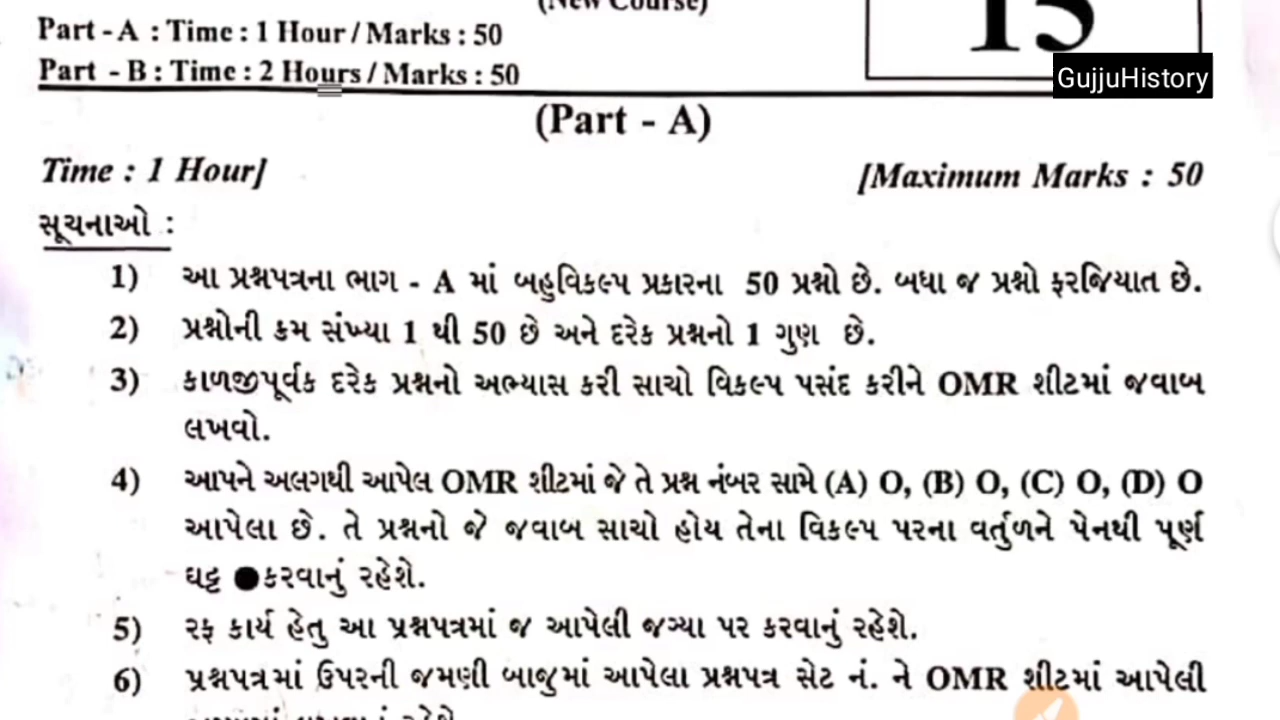 (New Course)
Part - A : Time : 1 Hour / Marks : 50
15
Part - B : Time : 2 Hours / Marks : 50
GujjuHistory
(Part - A)
Time : 1 Hour]
[Maximum Marks : 50
સૂચનાઓ :
1) આ પ્રશ્નપત્રના ભાગ - A માં બહુવિકલ્પ પ્રકારના 50 પ્રશ્નો છે. બધા જ પ્રશ્નો ફરજિયાત છે.
2) પ્રશ્નોની ક્રમ સંખ્યા 1 થી 50 છે અને દરેક પ્રશ્નનો 1 ગુણ છે.
3) કાળજીપૂર્વક દરેક પ્રશ્નનો અભ્યાસ કરી સાચો વિકલ્પ પસંદ કરીને OMR શીટમાં જવાબ
લખવો.
4) આપને અલગથી આપેલ OMR શીટમાં જે તે પ્રશ્ન નંબર સામે (A) O, (B) O, (C) O, (D) O
આપેલા છે. તે પ્રશ્નનો જે જવાબ સાચો હોય તેના વિકલ્પ પરના વર્તુળને પેનથી પૂર્ણ
ઘટ્ટ ●કરવાનું રહેશે.
5) રફ કાર્ય હેતુ આ પ્રશ્નપત્રમાં જ આપેલી જગ્યા પર કરવાનું રહેશે.
6) પ્રશ્નપત્રમાં ઉપરની જમણી બાજુમાં આપેલા પ્રશ્નપત્ર સેટ નં. ને OMR શીટમાં આપેલી